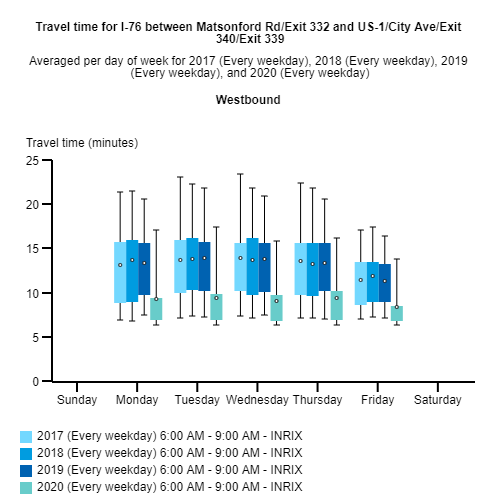 Travel time for I-76 between Matsonford Rd/Exit 332 and US-1/City Ave/Exit
340/Exit 339
Averaged per day of week for 2017 (Every weekday), 2018 (Every weekday), 2019
(Every weekday), and 2020 (Every weekday)
Westbound
Travel time (minutes)
25
20
15
10
5
0
Sunday Monday Tuesday Wednesday Thursday Friday Saturday
2017 (Every weekday) 6:00 AM - 9:00 AM - INRIX
2018 (Every weekday) 6:00 AM - 9:00 AM - INRIX
2019 (Every weekday) 6:00 AM - 9:00 AM - INRIX
2020 (Every weekday) 6:00 AM - 9:00 AM - INRIX